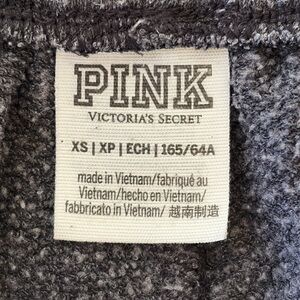 PINK
VICTORIA'S SECRET
XS | XP | ECH | 165/64A
made in Vietnam/fabriqué au
Vietnam/hecho en Vietnam/
fabbricato in Vietnam/ 越南制造